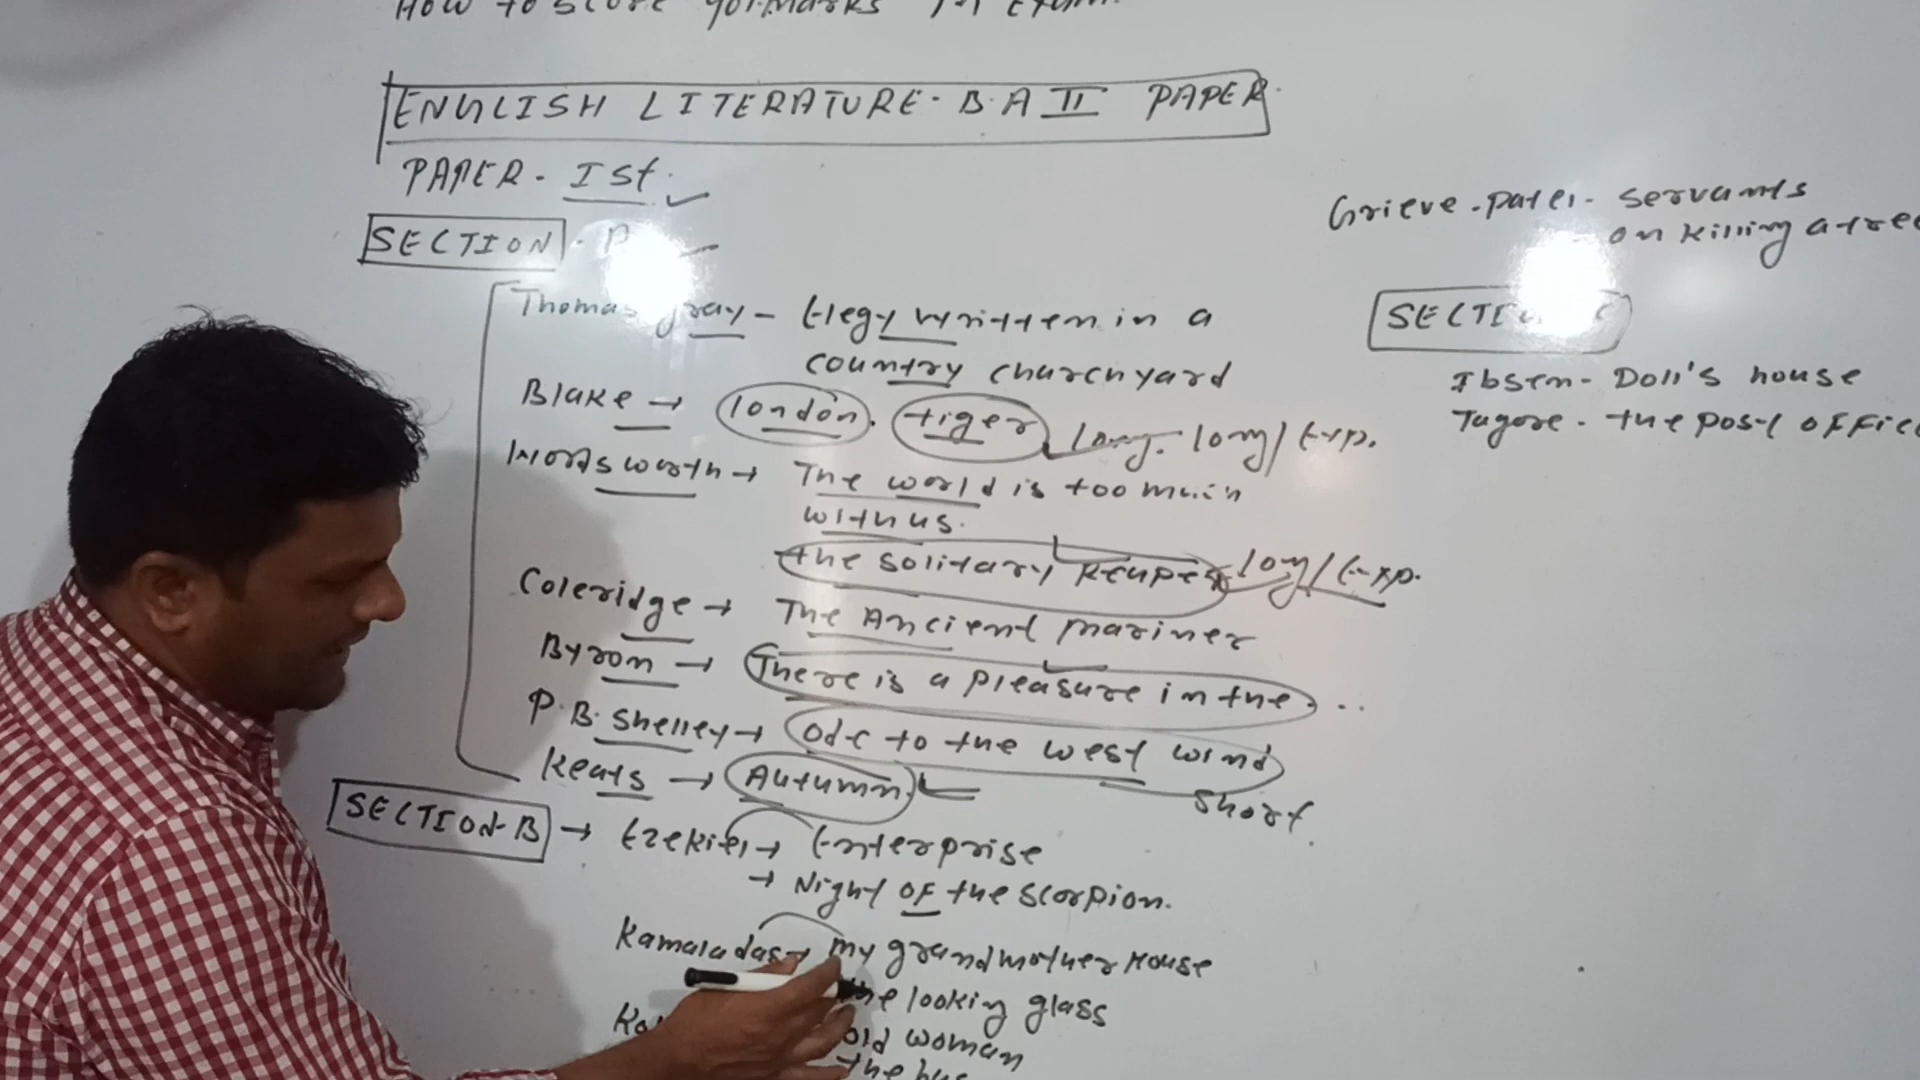 How to score 90% marks in Exam.
ENGLISH LITERATURE - B.A II PAPER.
PAPER - Ist.
SECTION -
Thomas gray - Elegy written in a
country churchyard
Blake → london. tiger long. long/Exp.
Wordsworth → The world is too much
with us.
the solitary Reaper long/Exp.
Coleridge → The Ancient mariner
Byron → There is a pleasure in the...
P.B. Shelley → Ode to the west wind
short.
Keats → Autumn.
SECTION-B → Ezekiel → Enterprise
→ Night OF the scorpion.
Kamaladas → my grandmother House
the looking glass
old woman
the bus
Grieve. Patel. servants
on killing a tree
SECTION C
Ibsen - Doll's house
Tagore. the post office